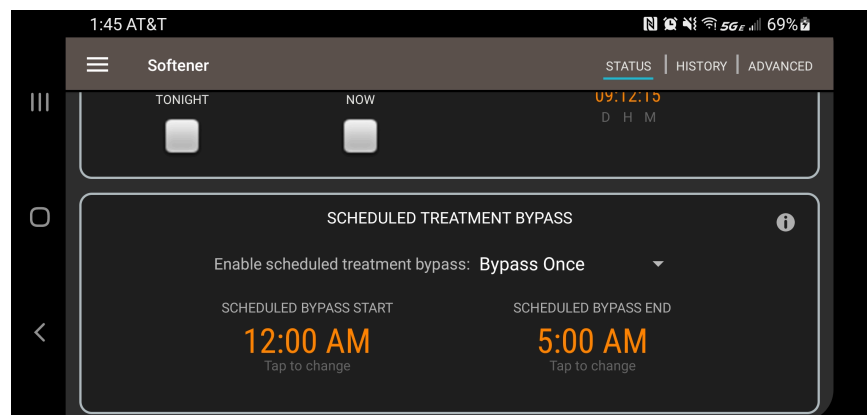 1:45 AT&T 5GE 69%
Softener STATUS | HISTORY | ADVANCED
TONIGHT NOW 09:12:15
D H M
SCHEDULED TREATMENT BYPASS
Enable scheduled treatment bypass: Bypass Once
SCHEDULED BYPASS START SCHEDULED BYPASS END
12:00 AM 5:00 AM
Tap to change Tap to change